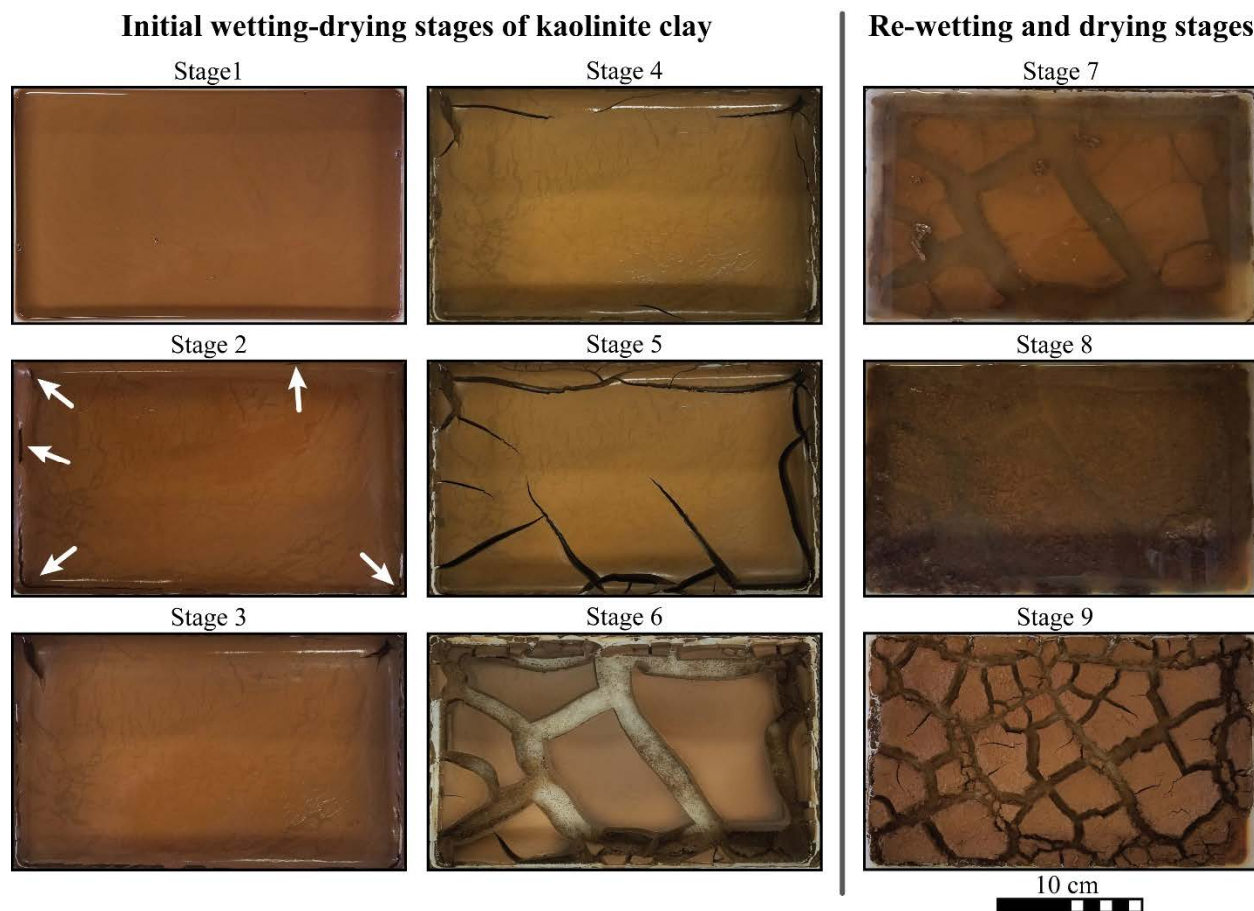 Initial wetting-drying stages of kaolinite clay
Re-wetting and drying stages
Stage1
Stage 4
Stage 7
Stage 2
Stage 5
Stage 8
Stage 3
Stage 6
Stage 9
10 cm